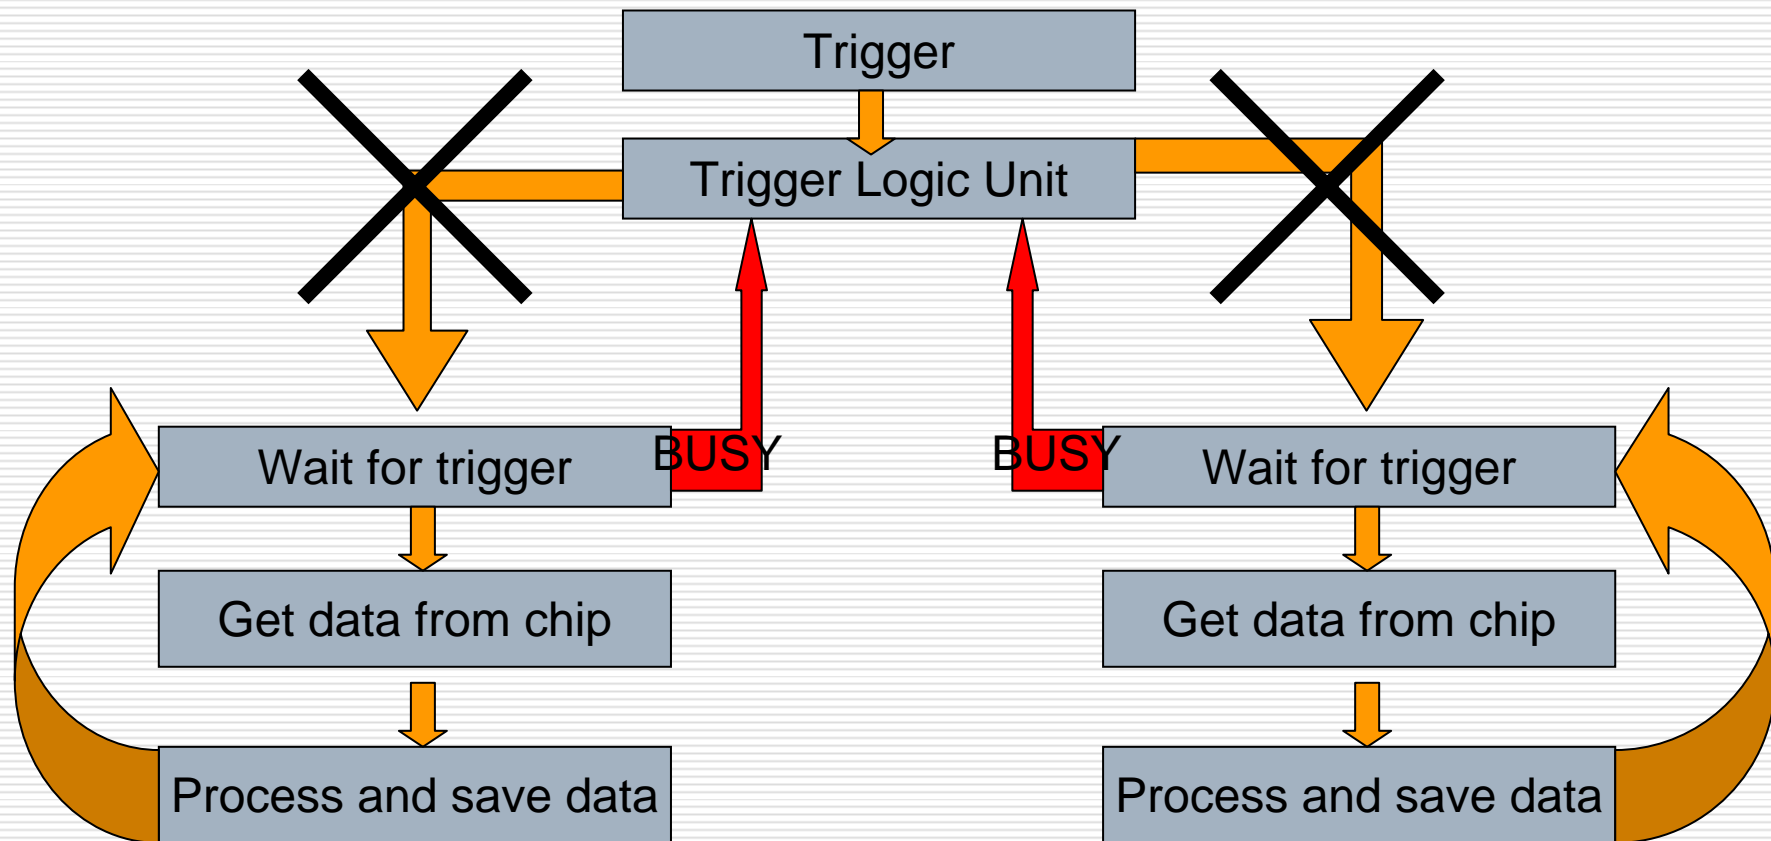 Trigger
Trigger Logic Unit
Wait for trigger
BUSY
BUSY
Wait for trigger
Get data from chip
Get data from chip
Process and save data
Process and save data